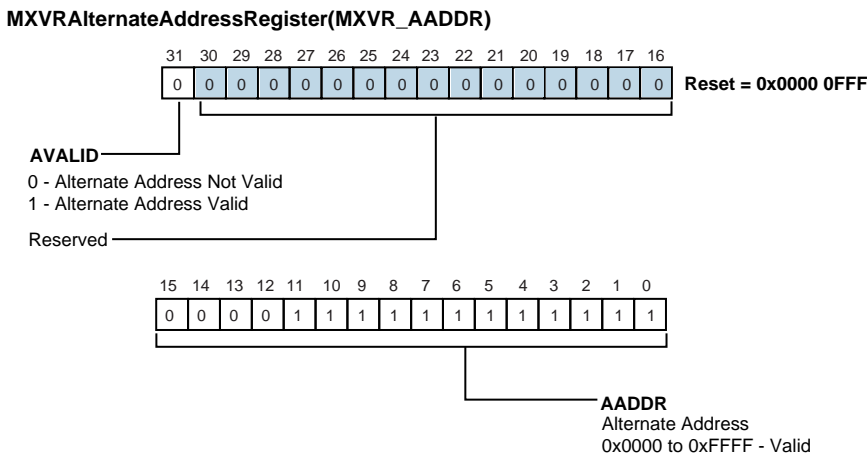 MXVRAlternateAddressRegister(MXVR_AADDR)
31 30 29 28 27 26 25 24 23 22 21 20 19 18 17 16
0 0 0 0 0 0 0 0 0 0 0 0 0 0 0 0 Reset = 0x0000 0FFF
AVALID
0 - Alternate Address Not Valid
1 - Alternate Address Valid
Reserved
15 14 13 12 11 10 9 8 7 6 5 4 3 2 1 0
0 0 0 0 1 1 1 1 1 1 1 1 1 1 1 1
AADDR
Alternate Address
0x0000 to 0xFFFF - Valid